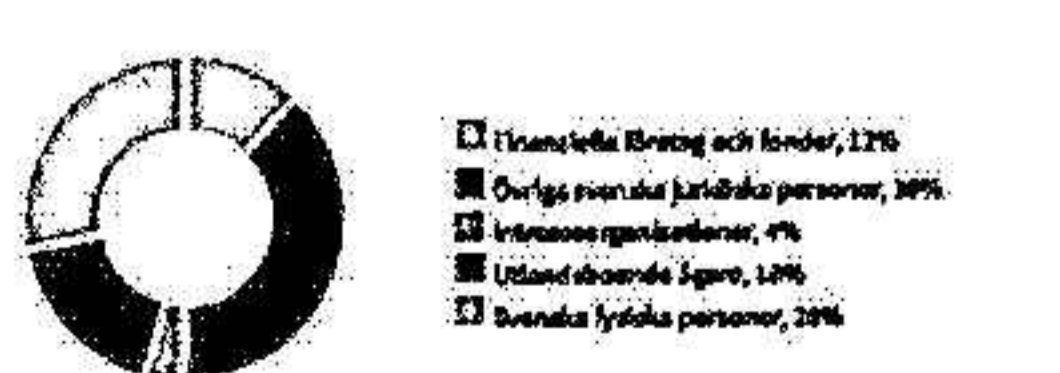 Finansiella företag och fonder, 12%
Övriga svenska juridiska personer,
Intresseorganisationer, 4%
Utlandsboende ägare,
Svenska fysiska personer,